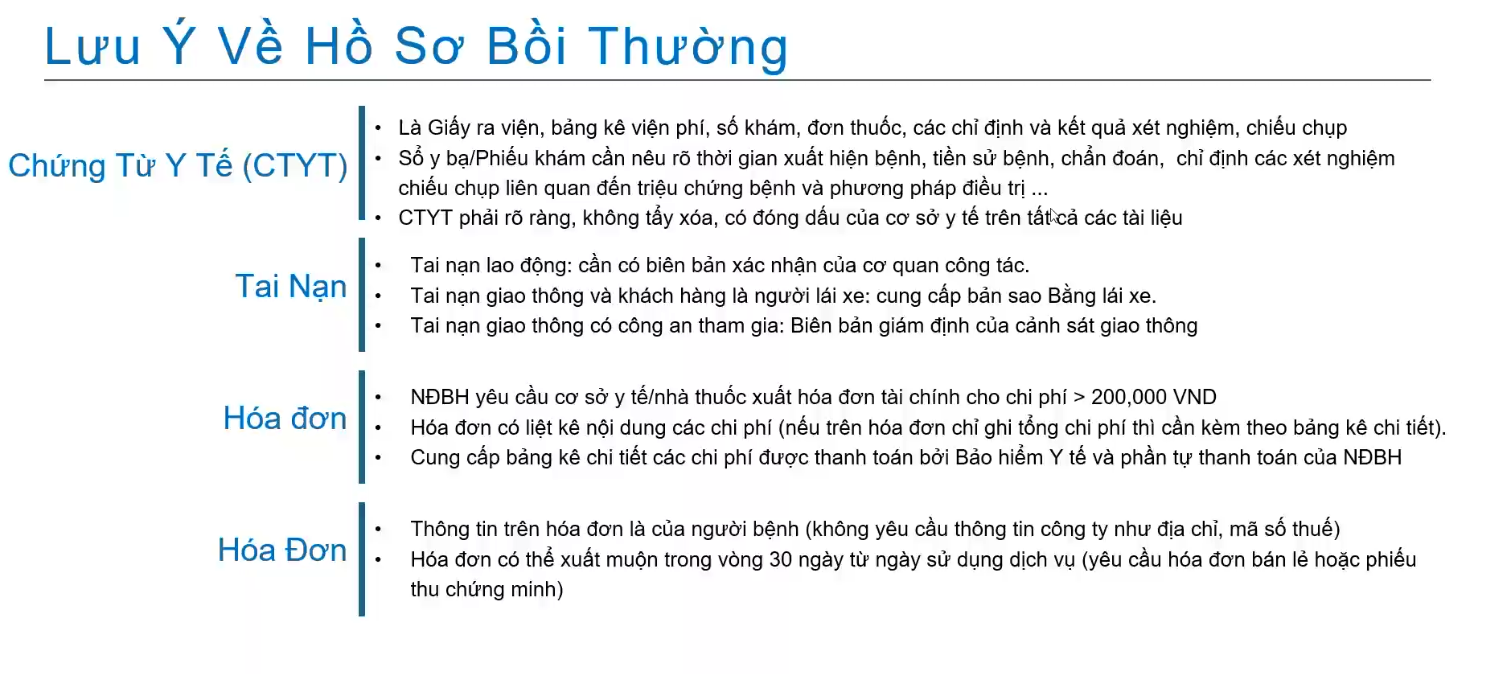 Lưu Ý Về Hồ Sơ Bồi Thường
Chứng Từ Y Tế (CTYT)
• Là Giấy ra viện, bảng kê viện phí, số khám, đơn thuốc, các chỉ định và kết quả xét nghiệm, chiếu chụp
• Sổ y bạ/Phiếu khám cần nêu rõ thời gian xuất hiện bệnh, tiền sử bệnh, chẩn đoán, chỉ định các xét nghiệm
chiếu chụp liên quan đến triệu chứng bệnh và phương pháp điều trị ...
• CTYT phải rõ ràng, không tẩy xóa, có đóng dấu của cơ sở y tế trên tất cả các tài liệu
Tai Nạn
• Tai nạn lao động: cần có biên bản xác nhận của cơ quan công tác.
• Tai nạn giao thông và khách hàng là người lái xe: cung cấp bản sao Bằng lái xe.
• Tai nạn giao thông có công an tham gia: Biên bản giám định của cảnh sát giao thông
Hóa đơn
• NĐBH yêu cầu cơ sở y tế/nhà thuốc xuất hóa đơn tài chính cho chi phí > 200,000 VND
• Hóa đơn có liệt kê nội dung các chi phí (nếu trên hóa đơn chỉ ghi tổng chi phí thì cần kèm theo bảng kê chi tiết).
• Cung cấp bảng kê chi tiết các chi phí được thanh toán bởi Bảo hiểm Y tế và phần tự thanh toán của NĐBH
Hóa Đơn
• Thông tin trên hóa đơn là của người bệnh (không yêu cầu thông tin công ty như địa chỉ, mã số thuế)
• Hóa đơn có thể xuất muộn trong vòng 30 ngày từ ngày sử dụng dịch vụ (yêu cầu hóa đơn bán lẻ hoặc phiếu
thu chứng minh)